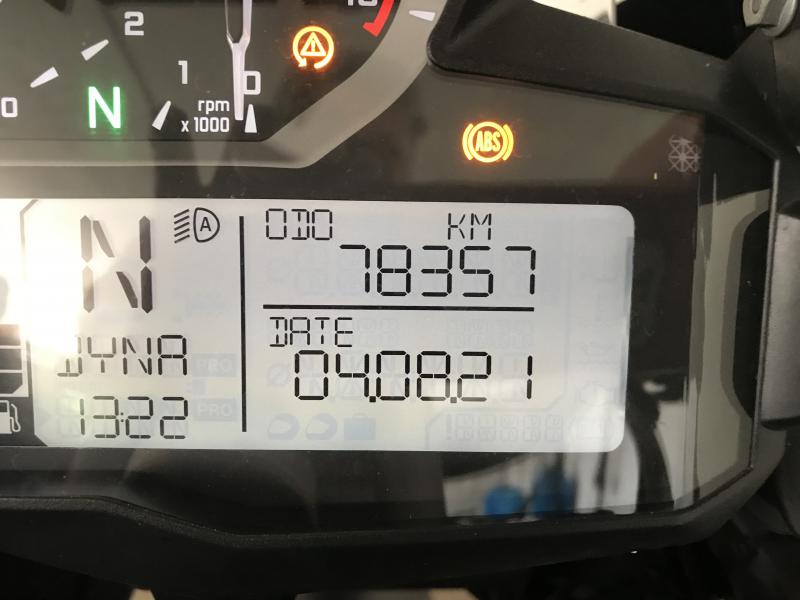 2
1
0
N
rpm
x 1000
ABS
N
A
ODO
KM
78357
DATE
DYNA
04.08.21
13:22